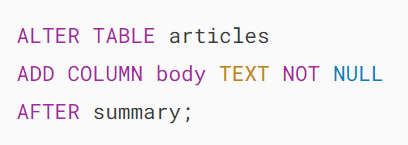 ALTER TABLE articles
ADD COLUMN body TEXT NOT NULL
AFTER summary;